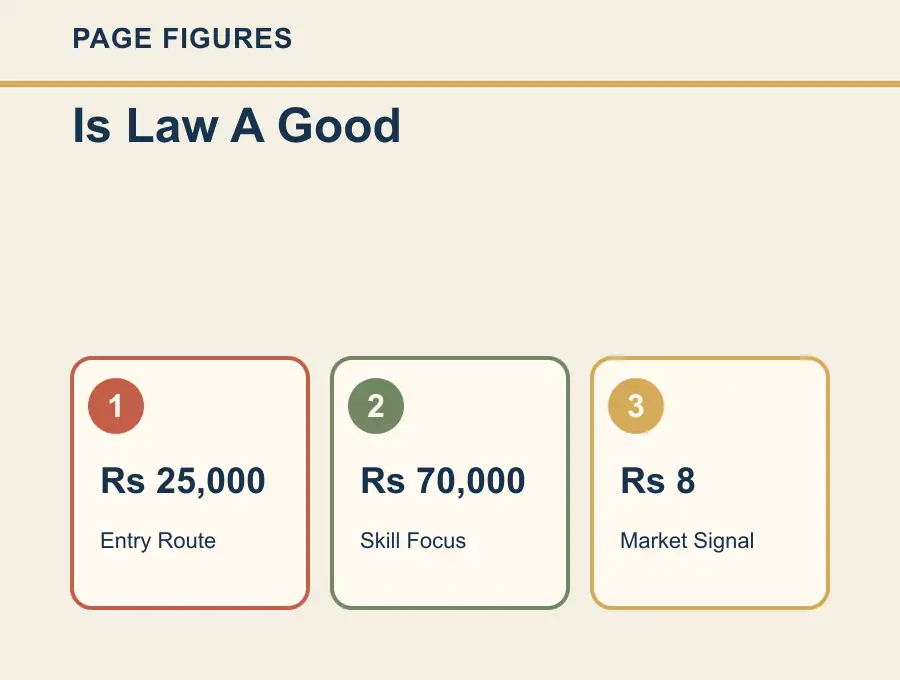 PAGE FIGURES
Is Law A Good
1
Rs 25,000
Entry Route
2
Rs 70,000
Skill Focus
3
Rs 8
Market Signal